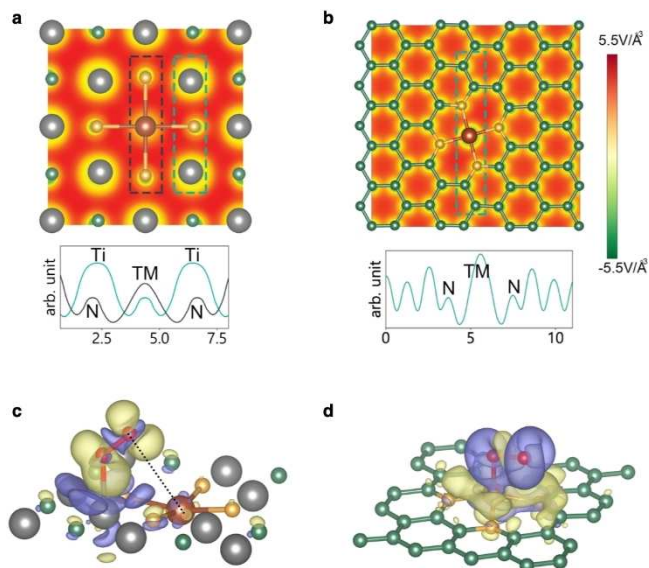 a
b
5.5V/Å³
-5.5V/Å³
arb. unit
Ti
TM
Ti
N
N
2.5
5.0
7.5
arb. unit
N
TM
N
0
5
10
c
d